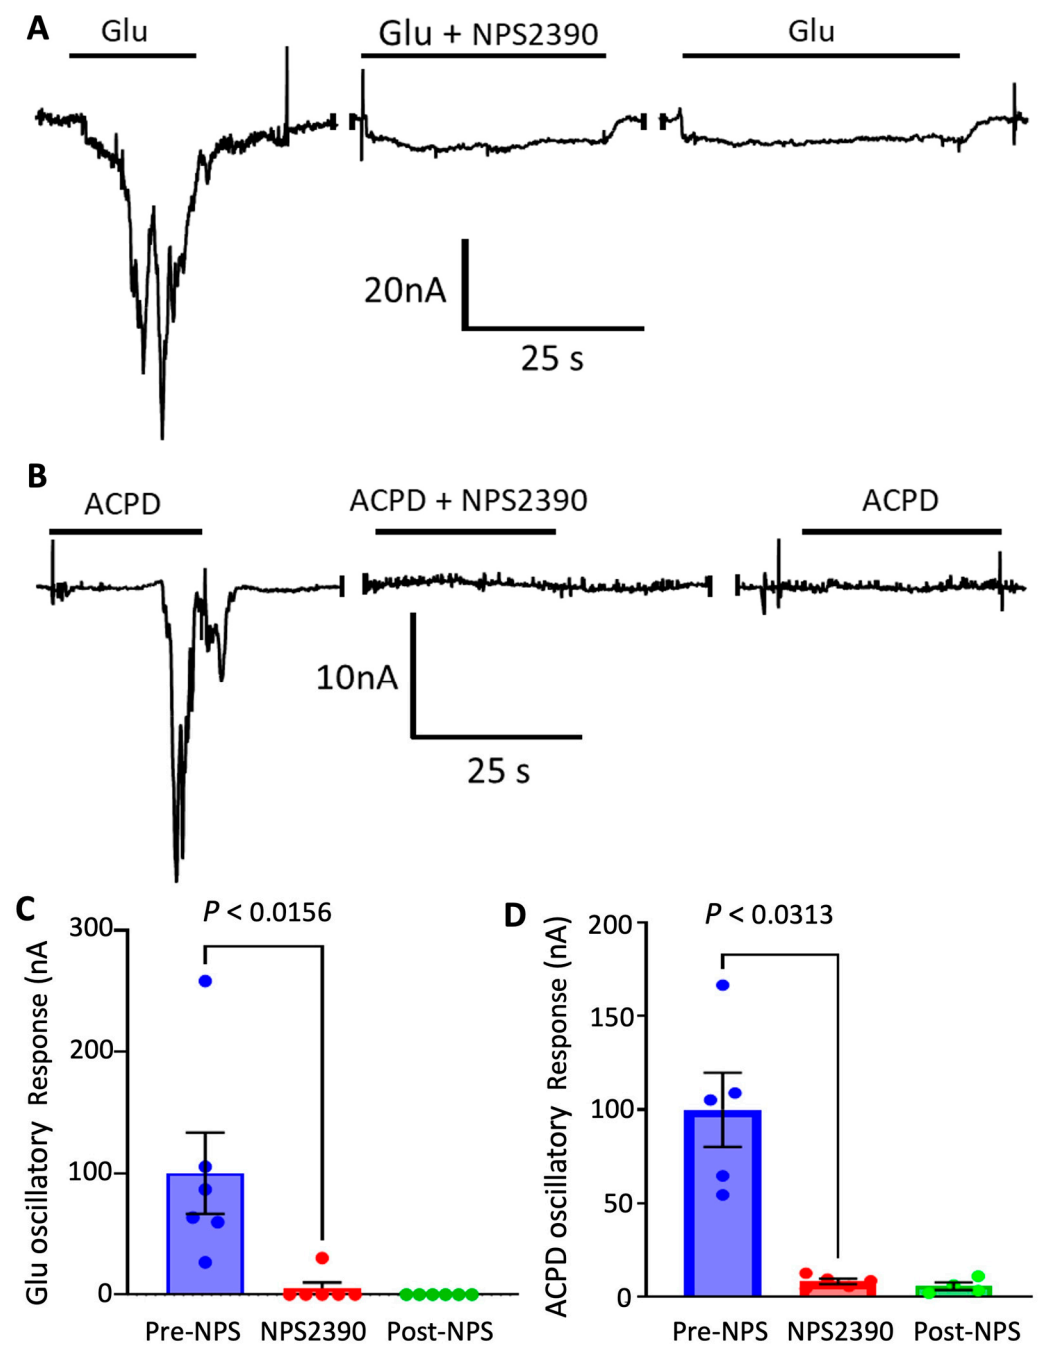 A
Glu
Glu + NPS2390
Glu
20nA
25 s
B
ACPD
ACPD + NPS2390
ACPD
10nA
25 s
C
P < 0.0156
Glu oscillatory Response (nA
300
200
100
0
Pre-NPS
NPS2390
Post-NPS
D
P < 0.0313
ACPD oscillatory Response (nA)
200
150
100
50
0
Pre-NPS
NPS2390
Post-NPS